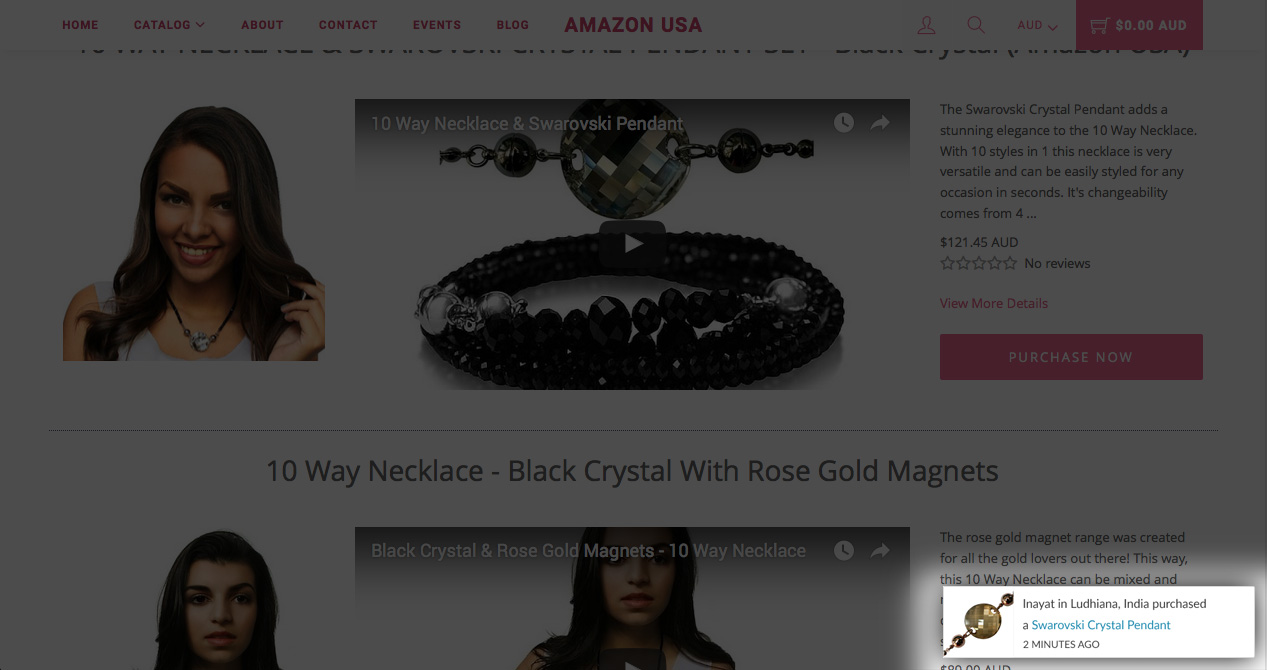 HOME CATALOG ABOUT CONTACT EVENTS BLOG AMAZON USA AUD $0.00 AUD
10 WAY NECKLACE & SWAROVSKI CRYSTAL PENDANT SET - Black Crystal (Amazon USA)
10 Way Necklace & Swarovski Pendant
The Swarovski Crystal Pendant adds a
stunning elegance to the 10 Way Necklace.
With 10 styles in 1 this necklace is very
versatile and can be easily styled for any
occasion in seconds. It's changeability
comes from 4 ...
$121.45 AUD
No reviews
View More Details
PURCHASE NOW
10 Way Necklace - Black Crystal With Rose Gold Magnets
Black Crystal & Rose Gold Magnets - 10 Way Necklace
The rose gold magnet range was created
for all the gold lovers out there! This way,
this 10 Way Necklace can be mixed and
$80.00 AUD
Inayat in Ludhiana, India purchased
a Swarovski Crystal Pendant
2 MINUTES AGO